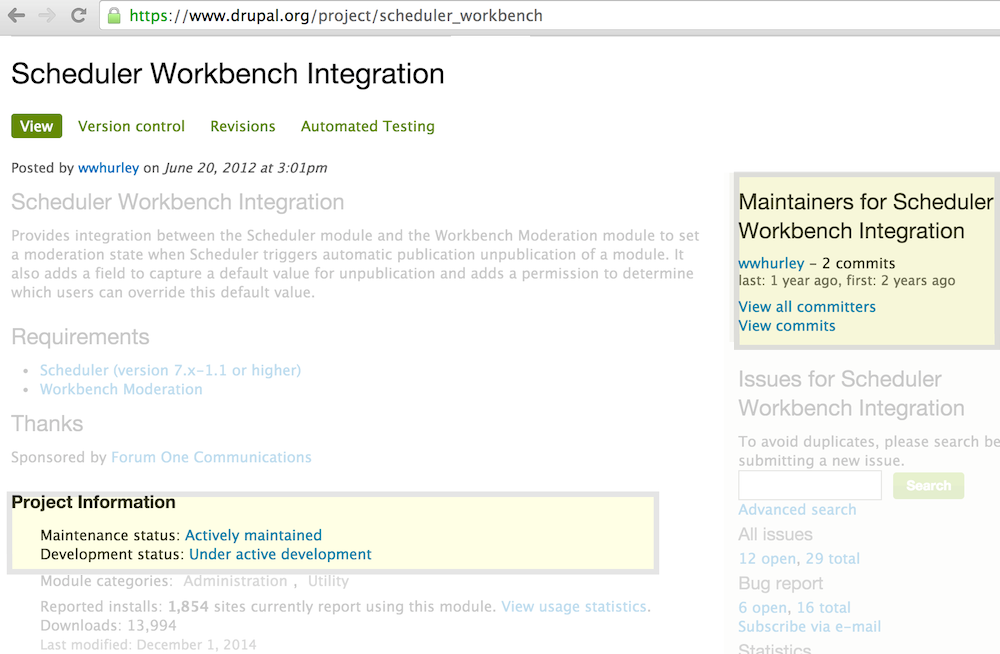 https://www.drupal.org/project/scheduler_workbench
Scheduler Workbench Integration
View Version control Revisions Automated Testing
Posted by wwhurley on June 20, 2012 at 3:01pm
Scheduler Workbench Integration
Provides integration between the Scheduler module and the Workbench Moderation module to set
a moderation state when Scheduler triggers automatic publication unpublication of a module. It
also adds a field to capture a default value for unpublication and adds a permission to determine
which users can override this default value.
Requirements
• Scheduler (version 7.x-1.1 or higher)
• Workbench Moderation
Thanks
Sponsored by Forum One Communications
Project Information
Maintenance status: Actively maintained
Development status: Under active development
Module categories: Administration , Utility
Reported installs: 1,854 sites currently report using this module. View usage statistics.
Downloads: 13,994
Last modified: December 1, 2014
Maintainers for Scheduler
Workbench Integration
wwhurley – 2 commits
last: 1 year ago, first: 2 years ago
View all committers
View commits
Issues for Scheduler
Workbench Integration
To avoid duplicates, please search be
submitting a new issue.
Search
Advanced search
All issues
12 open, 29 total
Bug report
6 open, 16 total
Subscribe via e-mail
Statistics